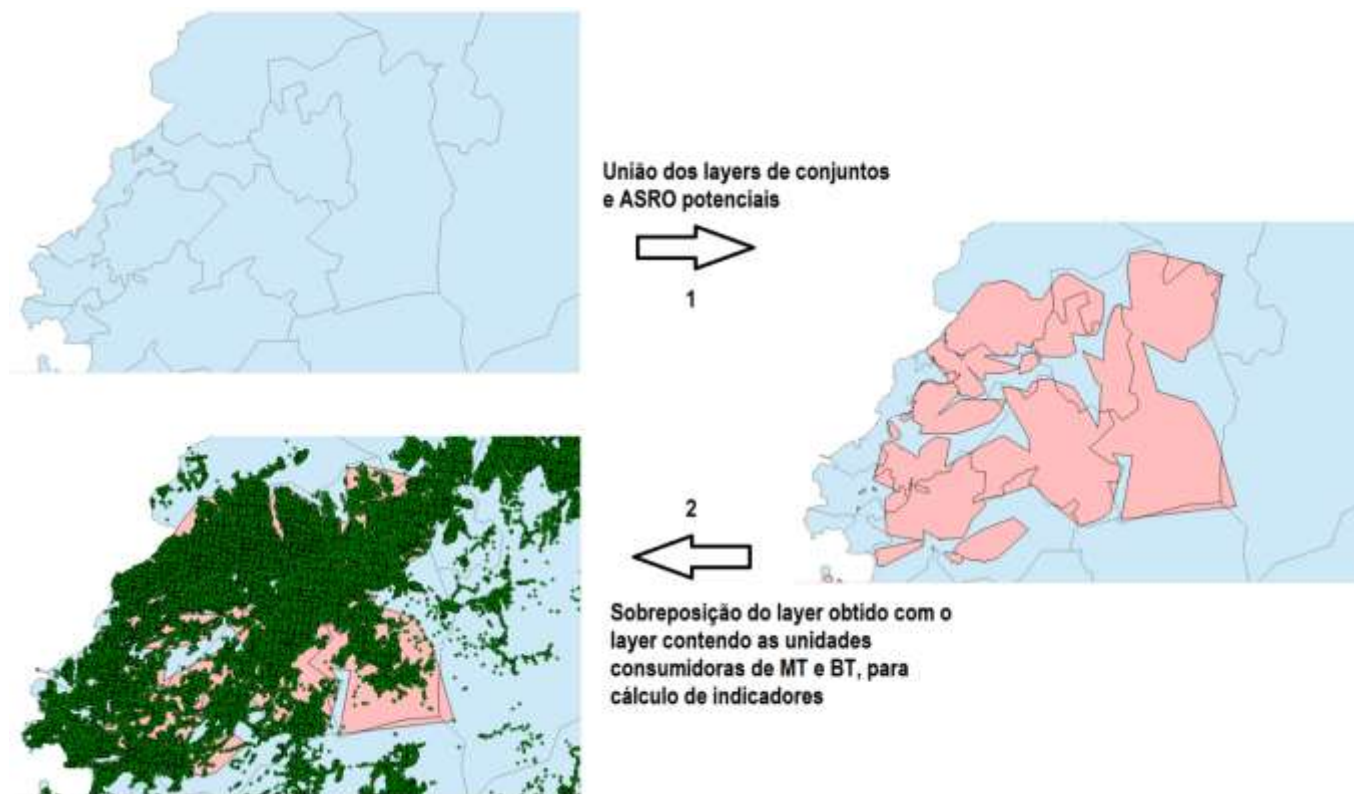 União dos layers de conjuntos
e ASRO potenciais
1
2
Sobreposição do layer obtido com o
layer contendo as unidades
consumidoras de MT e BT, para
cálculo de indicadores